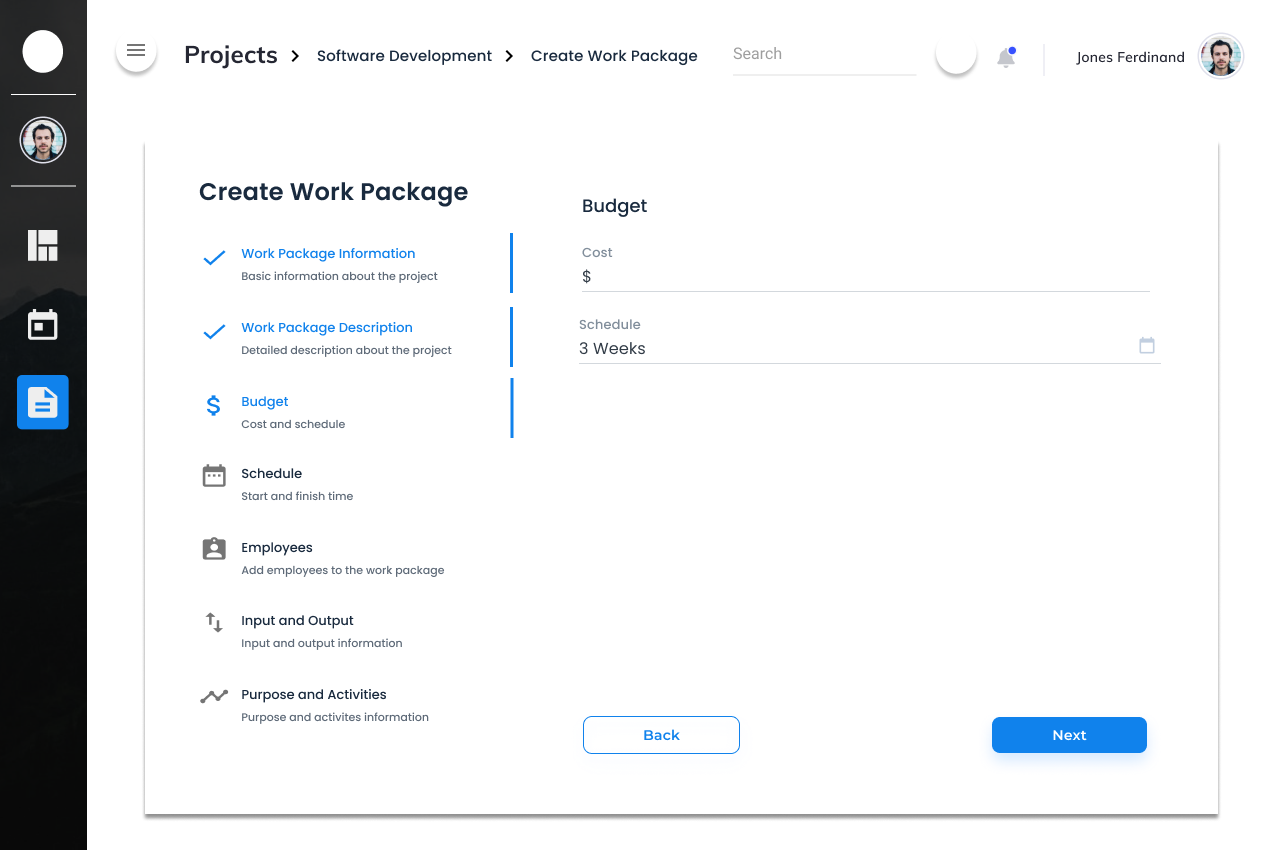 Projects > Software Development > Create Work Package
Search
Jones Ferdinand
Create Work Package
Work Package Information
Basic information about the project
Work Package Description
Detailed description about the project
$
Budget
Cost and schedule
Schedule
Start and finish time
Employees
Add employees to the work package
Input and Output
Input and output information
Purpose and Activities
Purpose and activites information
Budget
Cost
$
Schedule
3 Weeks
Back
Next